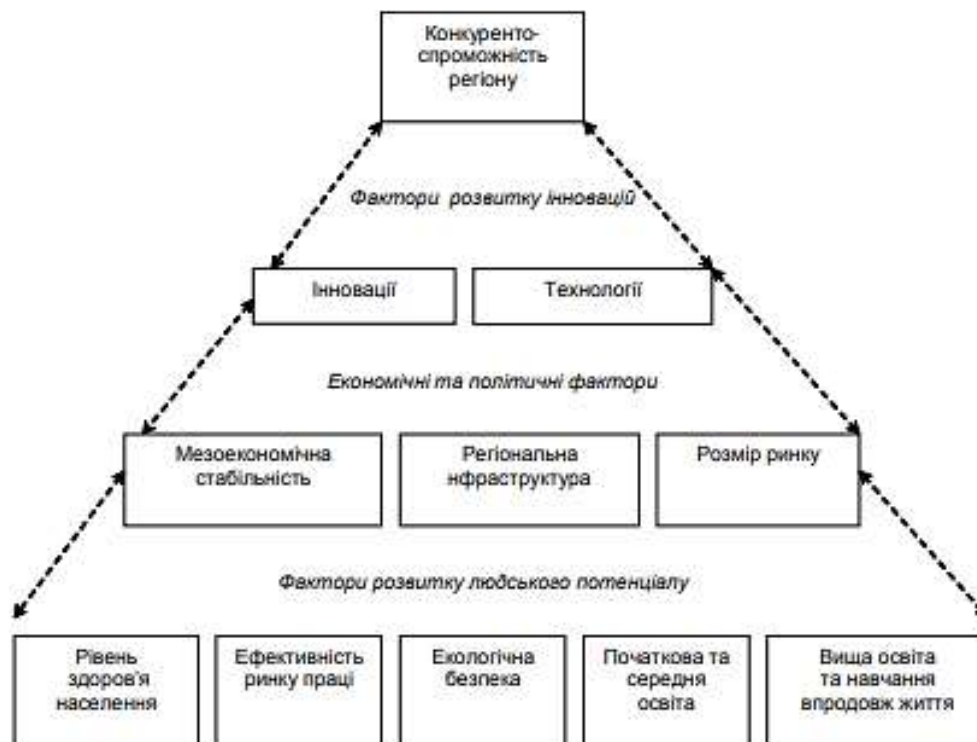 Конкуренто-
спроможність
регіону
Фактори розвитку інновацій
Інновації
Технології
Економічні та політичні фактори
Мезоекономічна
стабільність
Регіональна
нфраструктура
Розмір ринку
Фактори розвитку людського потенціалу
Рівень
здоров'я
населення
Ефективність
ринку праці
Екологічна
безпека
Початкова та
середня
освіта
Вища освіта
та навчання
впродовж життя